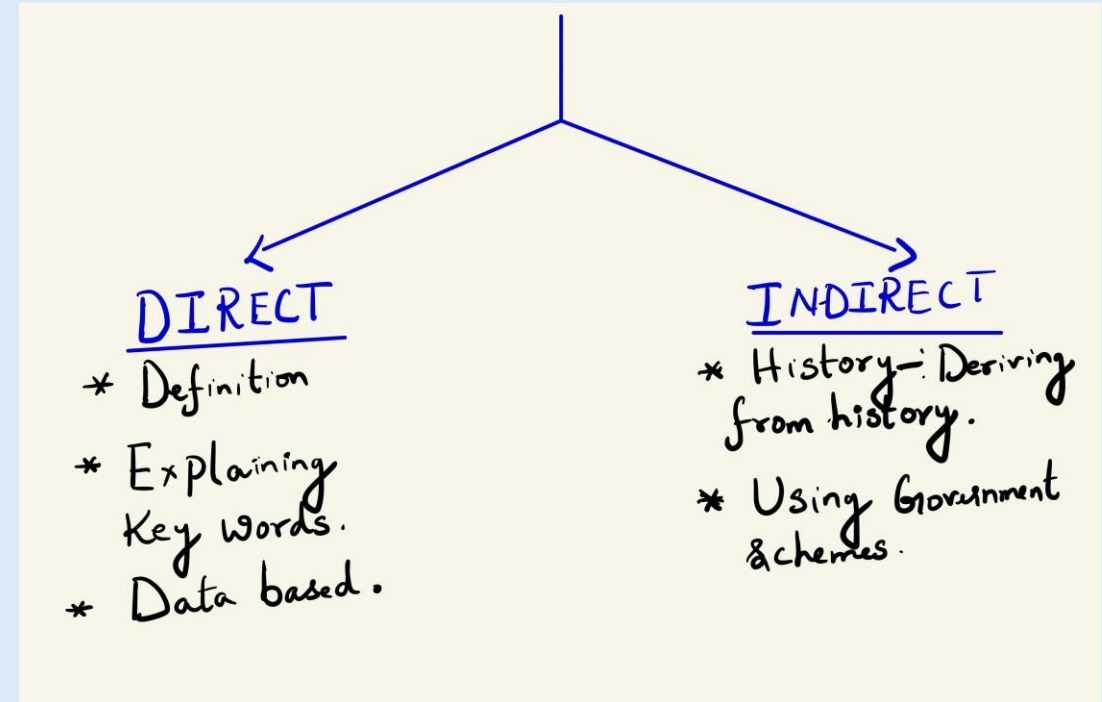 DIRECT
* Definition
* Explaining
Key words.
* Data based.
INDIRECT
* History-: Deriving
from history.
* Using Government
Schemes.